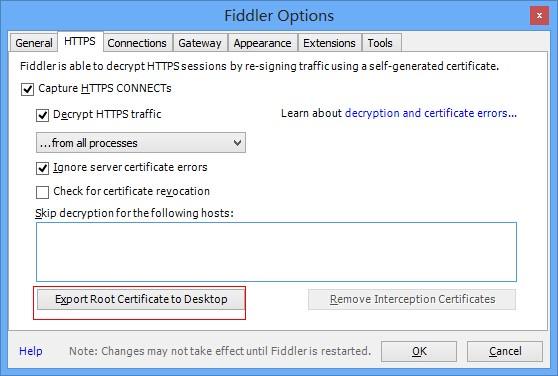 Fiddler Options
x
General HTTPS Connections Gateway Appearance Extensions Tools
Fiddler is able to decrypt HTTPS sessions by re-signing traffic using a self-generated certificate.
Capture HTTPS CONNECTs
Decrypt HTTPS traffic Learn about decryption and certificate errors...
...from all processes
Ignore server certificate errors
Check for certificate revocation
Skip decryption for the following hosts:
Export Root Certificate to Desktop Remove Interception Certificates
Help Note: Changes may not take effect until Fiddler is restarted. OK Cancel